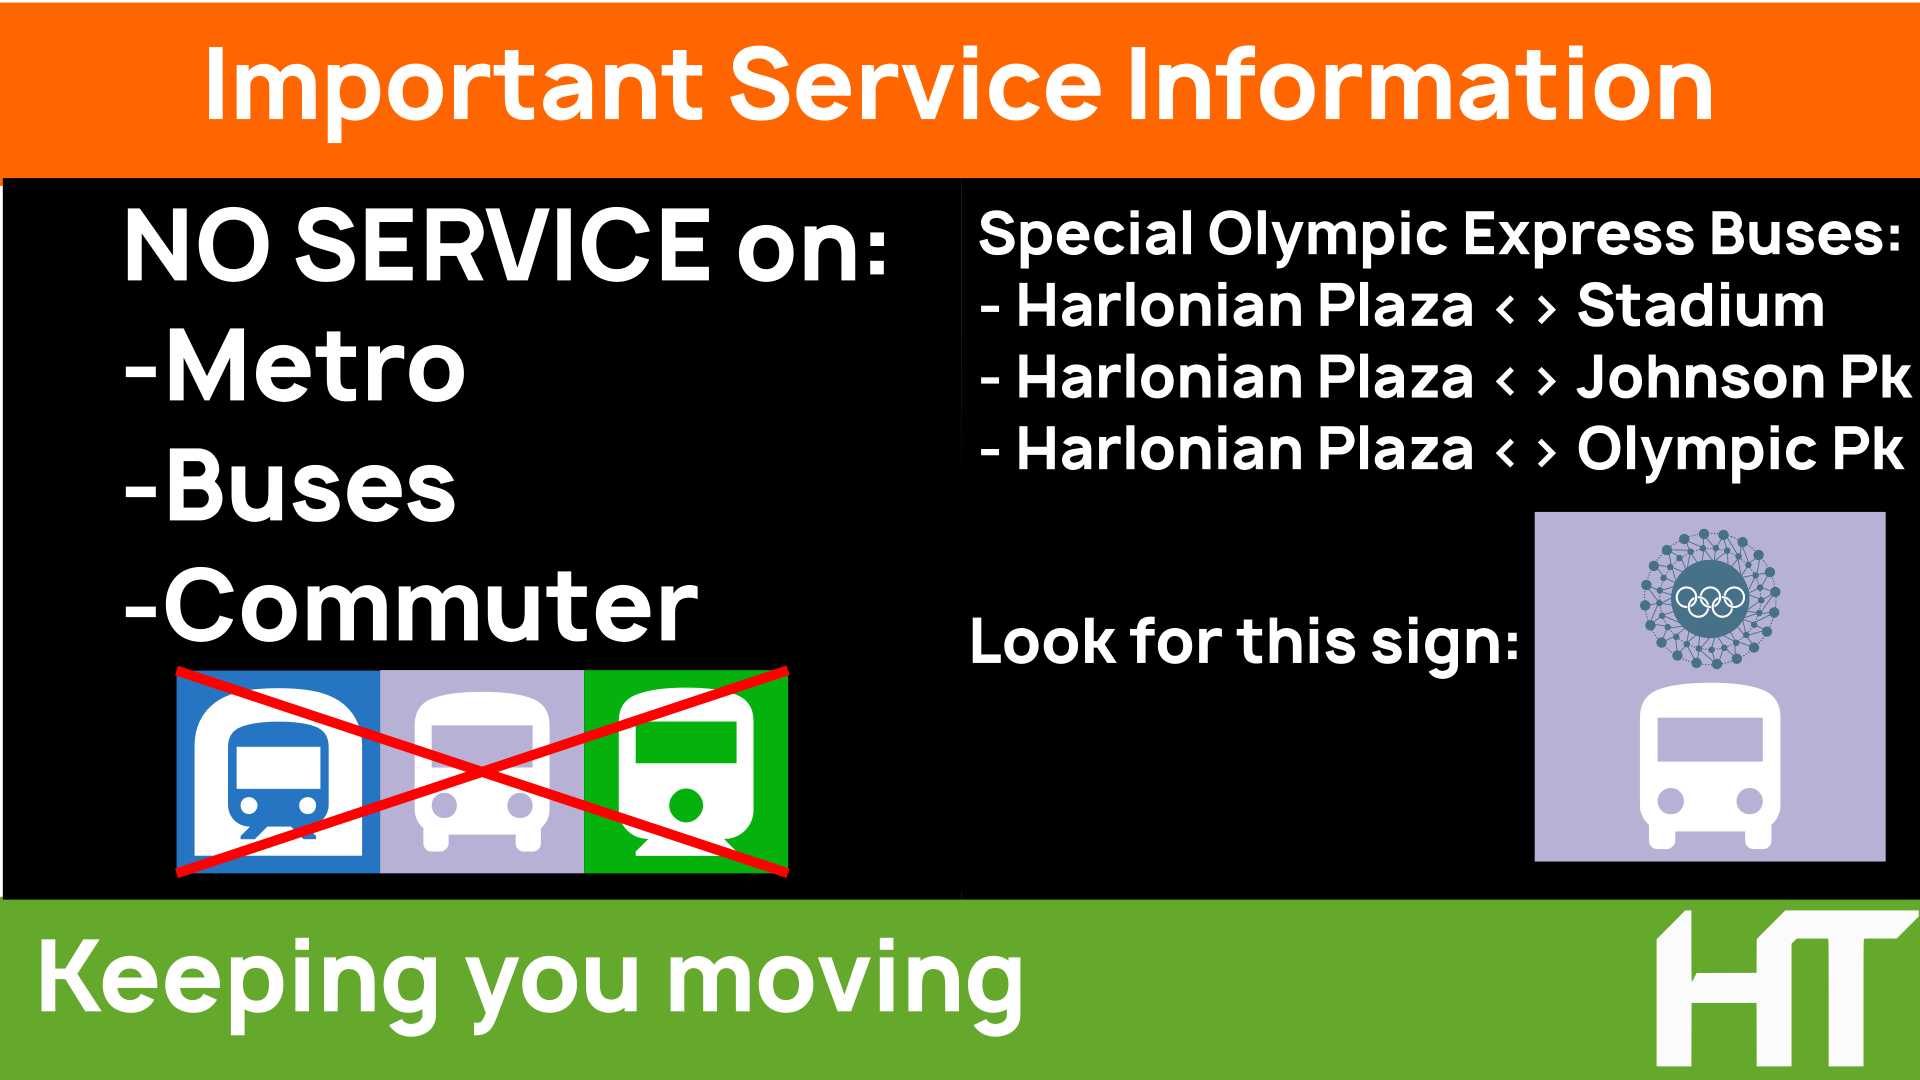 Important Service Information
NO SERVICE on:
-Metro
-Buses
-Commuter
Special Olympic Express Buses:
- Harlonian Plaza < > Stadium
- Harlonian Plaza < > Johnson Pk
- Harlonian Plaza < > Olympic Pk
Look for this sign:
Keeping you moving
HT